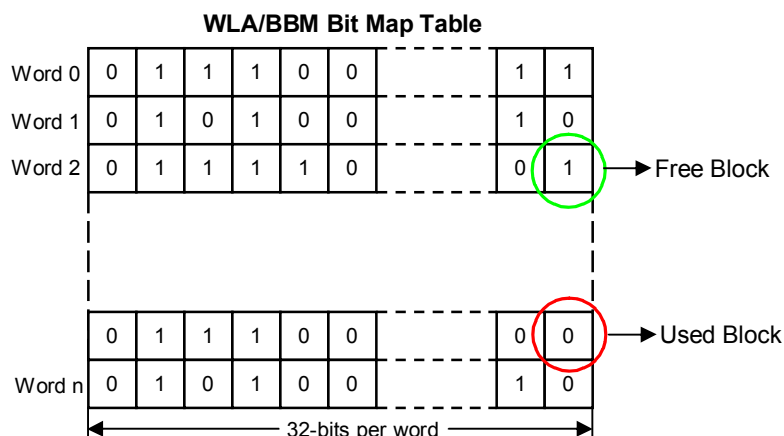 WLA/BBM Bit Map Table
Word 0 0 1 1 1 0 0 1 1
Word 1 0 1 0 1 0 0 1 0
Word 2 0 1 1 1 1 0 0 1 Free Block
0 1 1 1 0 0 0 0 Used Block
Word n 0 1 0 1 0 0 1 0
32-bits per word